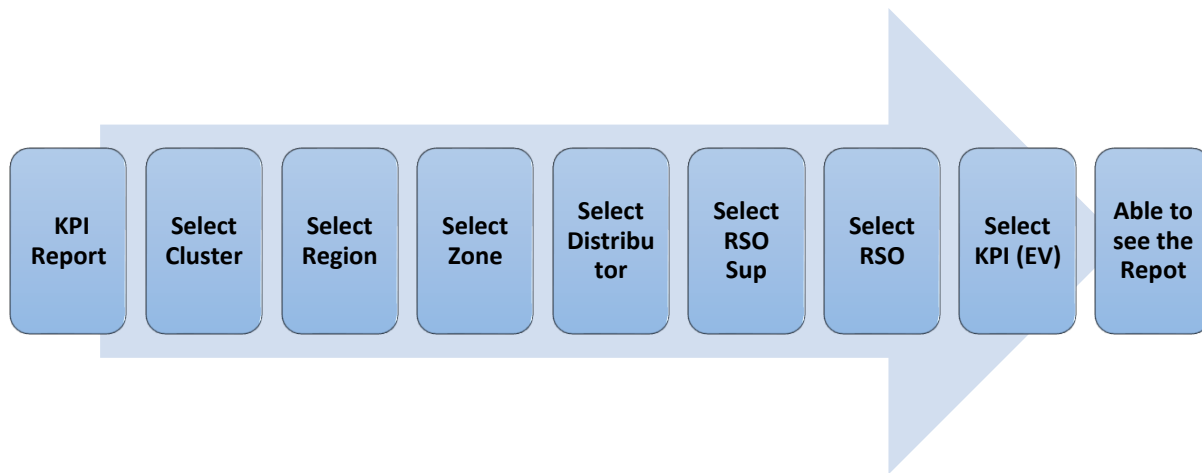 KPI
Report
Select
Cluster
Select
Region
Select
Zone
Select
Distribu
tor
Select
RSO
Sup
Select
RSO
Select
KPI (EV)
Able to
see the
Repot